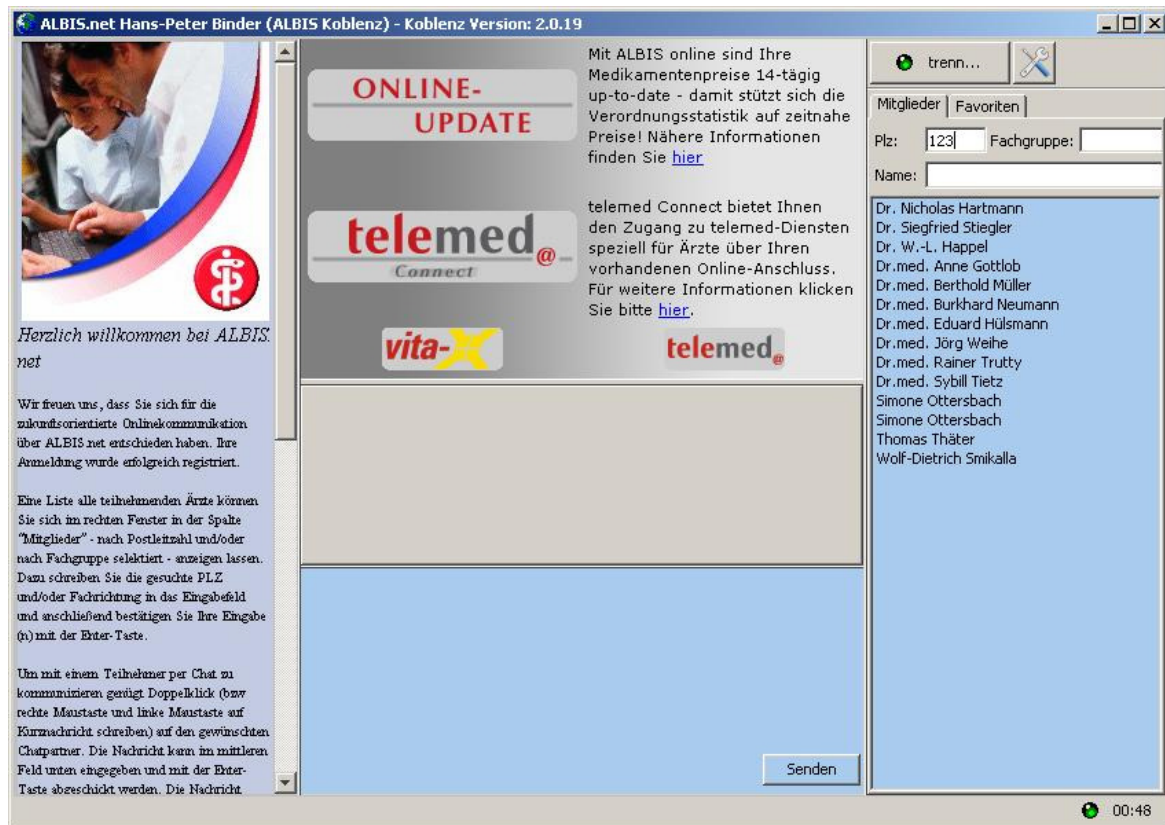 ALBIS.net Hans-Peter Binder (ALBIS Koblenz) - Koblenz Version: 2.0.19
Herzlich willkommen bei ALBIS.
net
Wir freuen uns, dass Sie sich für die
zukunftsorientierte Onlinekommunikation
über ALBIS.net entschieden haben. Ihre
Anmeldung wurde erfolgreich registriert.
Eine Liste alle teilnehmenden Ärzte können
Sie sich im rechten Fenster in der Spalte
"Mitglieder" - nach Postleitzahl und/oder
nach Fachgruppe selektiert - anzeigen lassen.
Dazu schreiben Sie die gesuchte PLZ
und/oder Fachrichtung in das Eingabefeld
und anschließend bestätigen Sie Ihre Eingabe
(n) mit der Enter-Taste.
Um mit einem Teilnehmer per Chat zu
kommunizieren genügt Doppelklick (bzw
rechte Maustaste und linke Maustaste auf
Kurznachricht schreiben) auf den gewünschten
Chatpartner. Die Nachricht kann im mittleren
Feld unten eingegeben und mit der Enter-
Taste abgeschickt werden. Die Nachricht
ONLINE-
UPDATE
Mit ALBIS online sind Ihre
Medikamentenpreise 14-tägig
up-to-date - damit stützt sich die
Verordnungsstatistik auf zeitnahe
Preise! Nähere Informationen
finden Sie hier
telemed@
Connect
telemed Connect bietet Ihnen
den Zugang zu telemed-Diensten
speziell für Ärzte über Ihren
vorhandenen Online-Anschluss.
Für weitere Informationen klicken
Sie bitte hier.
vita-X
telemed@
Senden
trenn...
Mitglieder Favoriten
Plz: 123 Fachgruppe:
Name:
Dr. Nicholas Hartmann
Dr. Siegfried Stiegler
Dr. W.-L. Happel
Dr.med. Anne Gottlob
Dr.med. Berthold Müller
Dr.med. Burkhard Neumann
Dr.med. Eduard Hülsmann
Dr.med. Jörg Weihe
Dr.med. Rainer Trutty
Dr.med. Sybill Tietz
Simone Ottersbach
Simone Ottersbach
Thomas Thäter
Wolf-Dietrich Smikalla
00:48